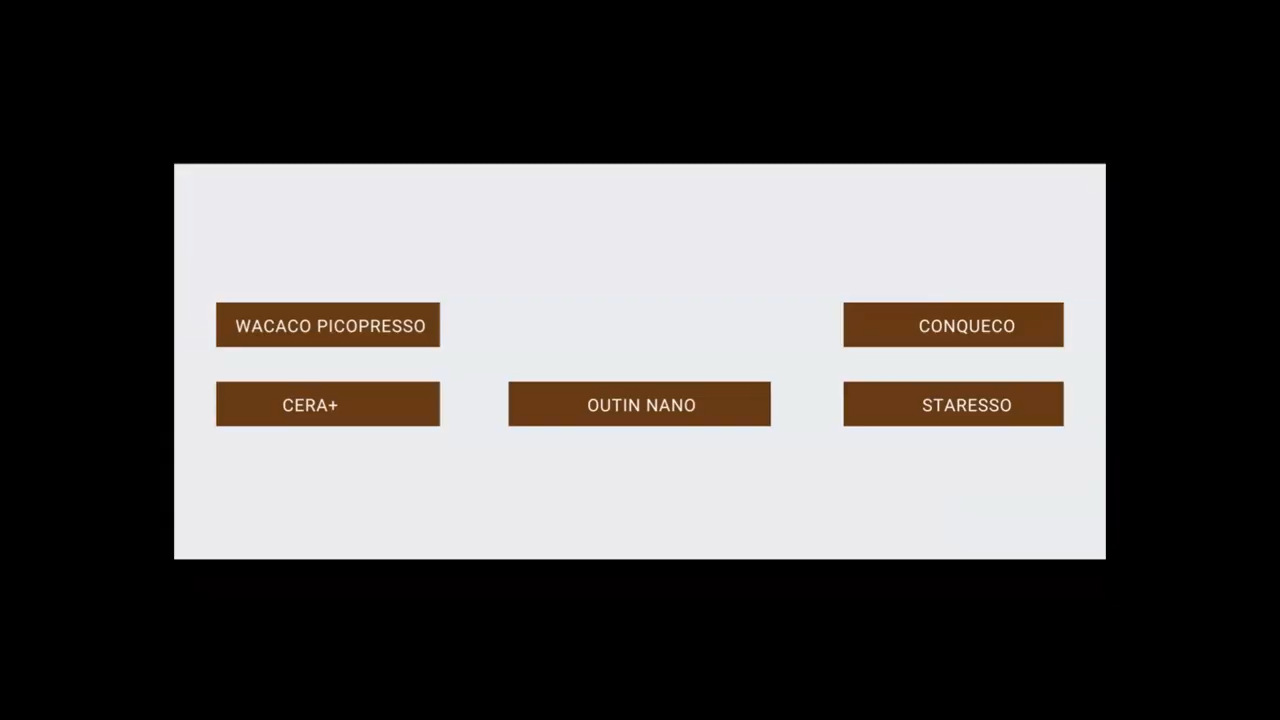 WACACO PICOPRESSO
CONQUECO
CERA+
OUTIN NANO
STARESSO